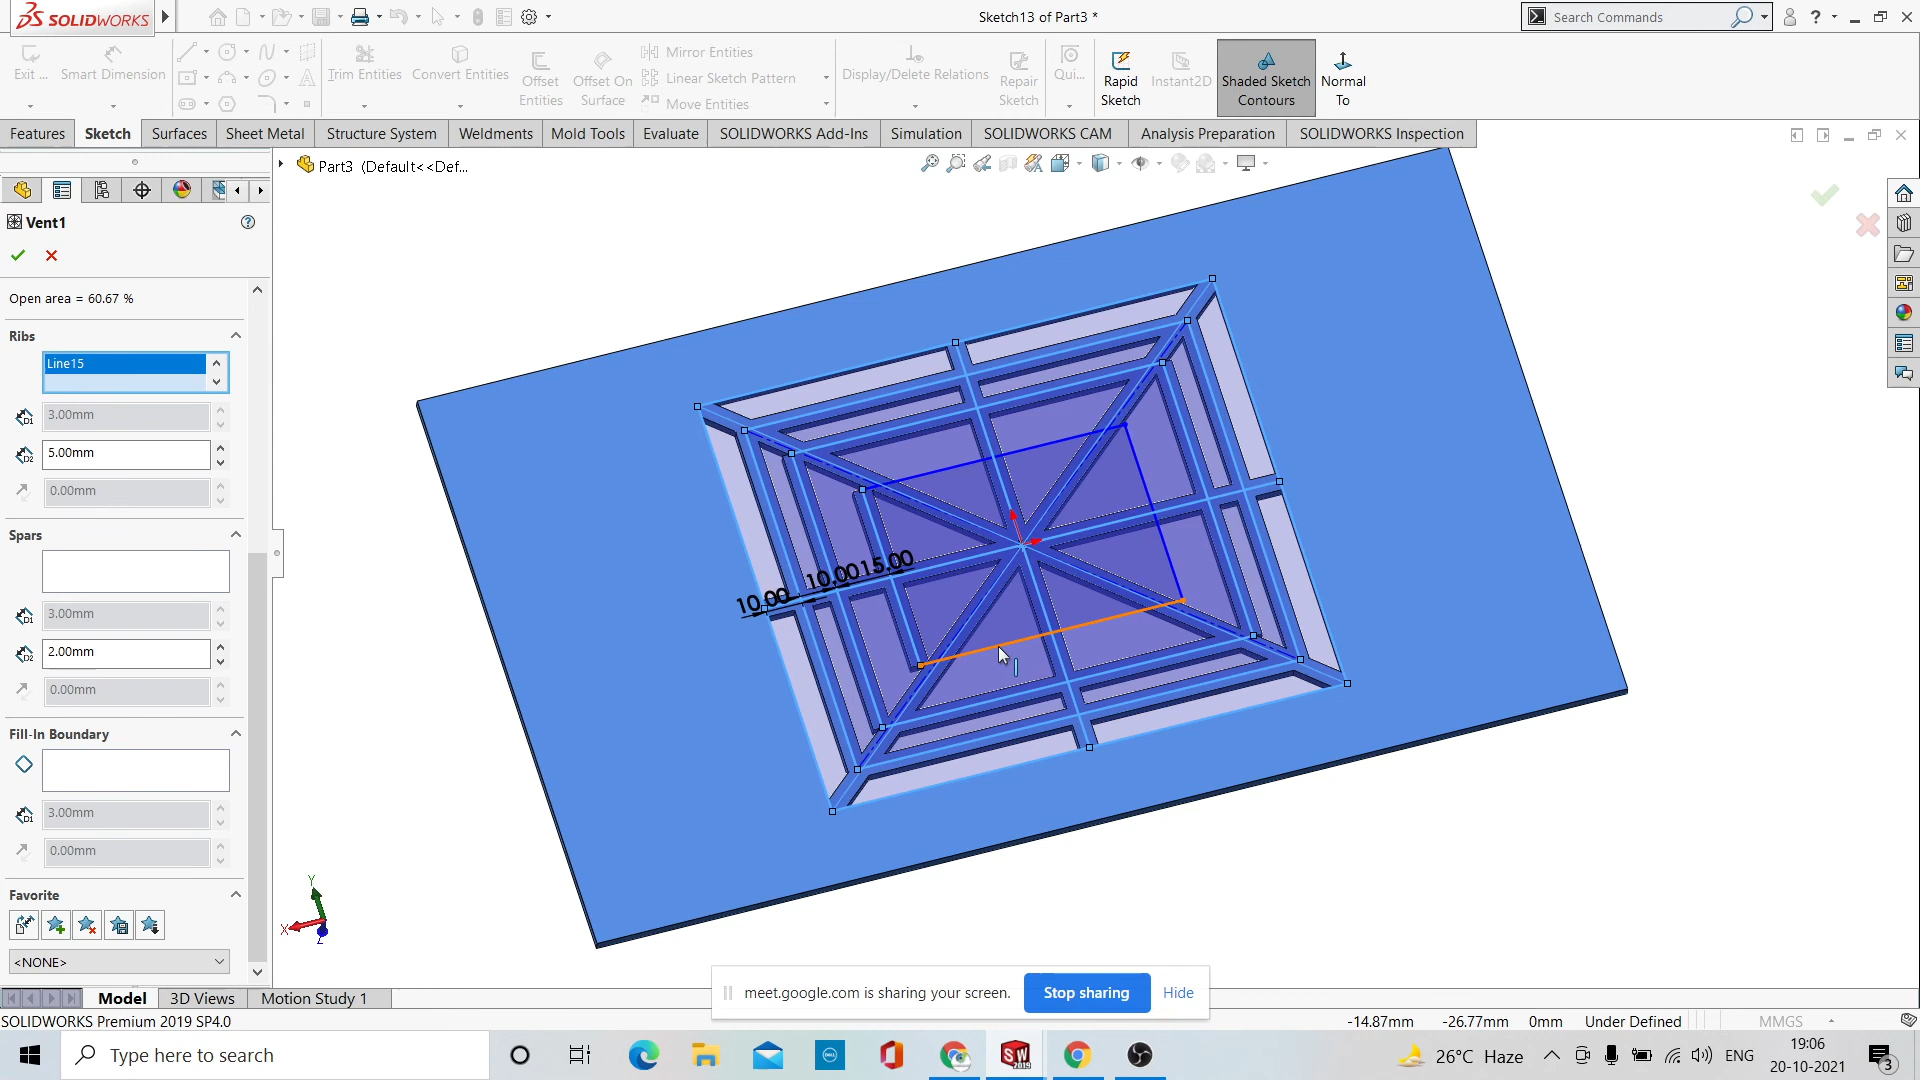 SOLIDWORKS
Sketch13 of Part3 *
Search Commands
Exit ...
Smart Dimension
Trim Entities
Convert Entities
Offset Entities
Offset On Surface
Mirror Entities
Linear Sketch Pattern
Move Entities
Display/Delete Relations
Repair Sketch
Qui...
Rapid Sketch
Instant2D
Shaded Sketch Contours
Normal To
Features
Sketch
Surfaces
Sheet Metal
Structure System
Weldments
Mold Tools
Evaluate
SOLIDWORKS Add-Ins
Simulation
SOLIDWORKS CAM
Analysis Preparation
SOLIDWORKS Inspection
Part3 (Default<<Def...
Vent1
Open area = 60.67 %
Ribs
Line15
3.00mm
5.00mm
0.00mm
Spars
3.00mm
2.00mm
0.00mm
Fill-In Boundary
3.00mm
0.00mm
Favorite
<NONE>
10.00
10.00
15.00
Y
X
Z
Model
3D Views
Motion Study 1
meet.google.com is sharing your screen.
Stop sharing
Hide
SOLIDWORKS Premium 2019 SP4.0
-14.87mm
-26.77mm
0mm
Under Defined
MMGS
Type here to search
26°C Haze
ENG
19:06
20-10-2021
3